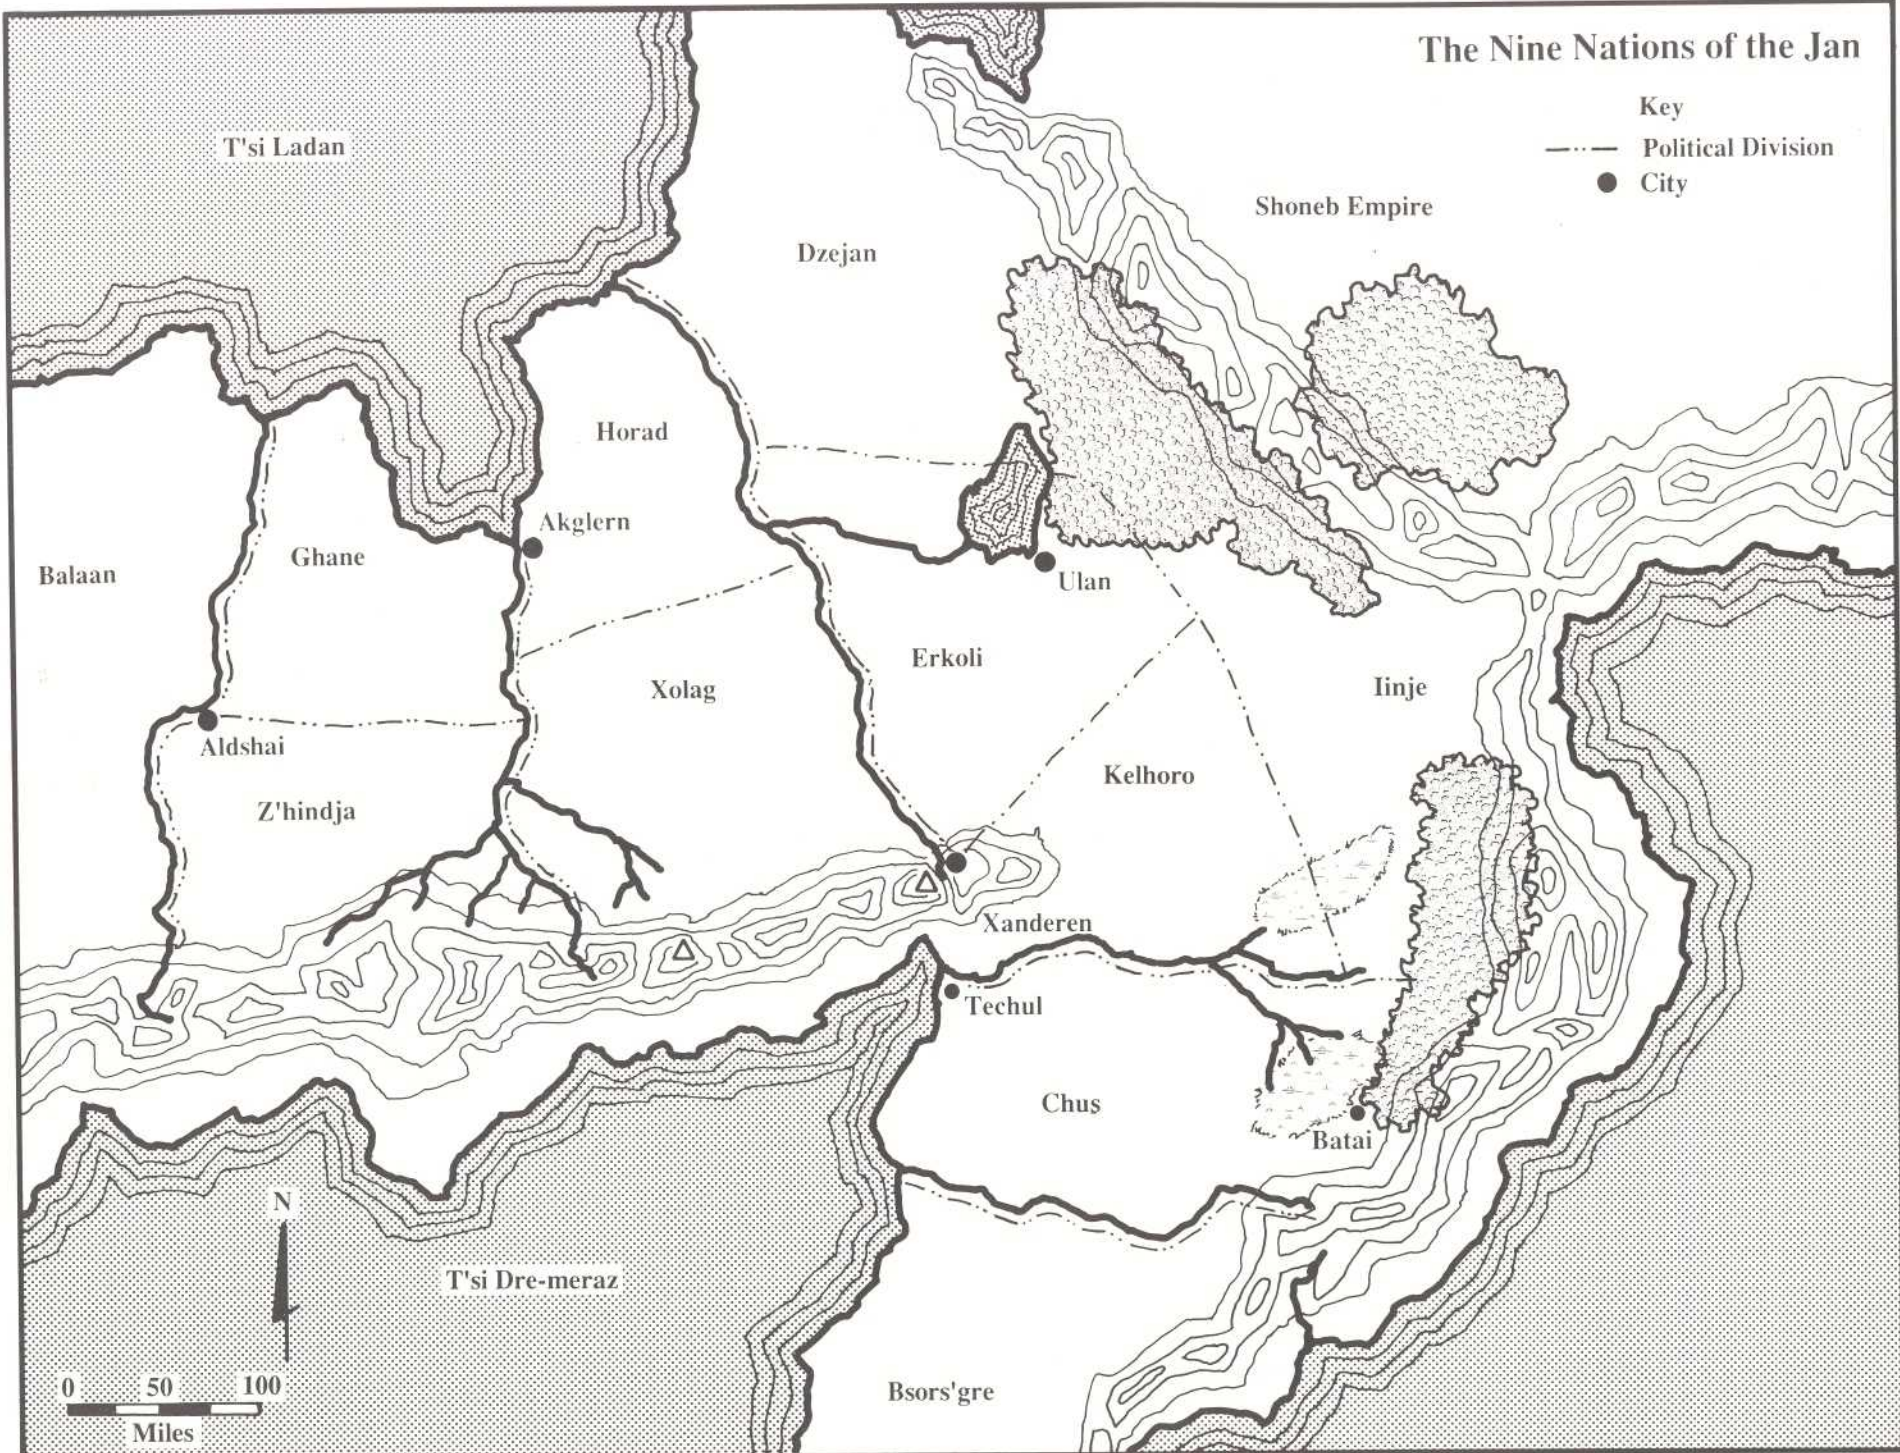 The Nine Nations of the Jan
Key
Political Division
City
T'si Ladan
Shoneb Empire
Dzejan
Horad
Akglern
Ghane
Balaan
Ulan
Erkoli
Xolag
Iinje
Aldshai
Kelhoro
Z'hindja
Xanderen
Techul
Chus
Batai
N
T'si Dre-meraz
Bsors'gre
0 50 100
Miles